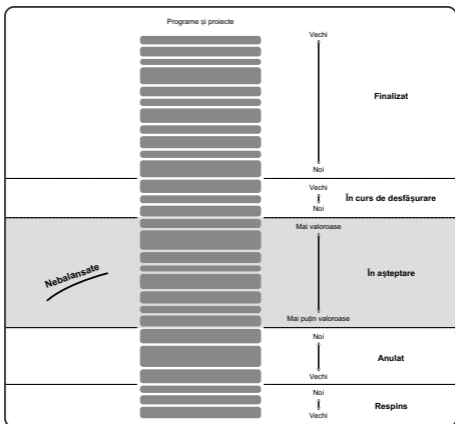 Programe și proiecte
Vechi
Finalizat
Noi
Vechi
În curs de desfășurare
Noi
Mai valoroase
Nebalansate
În așteptare
Mai puțin valoroase
Noi
Anulat
Vechi
Noi
Respins
Vechi